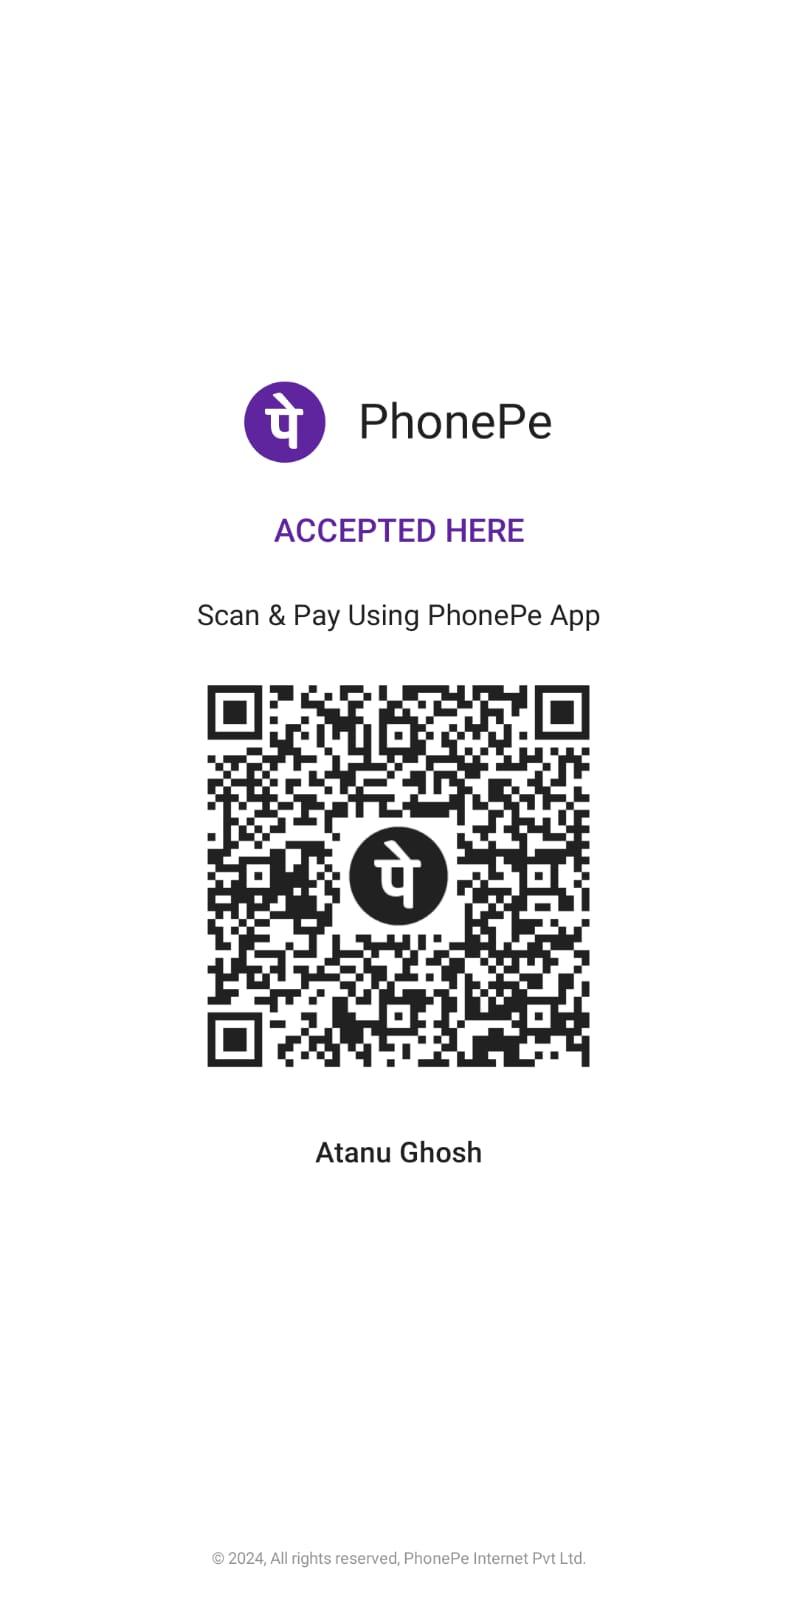 पे PhonePe
ACCEPTED HERE
Scan & Pay Using PhonePe App
पे
Atanu Ghosh
© 2024, All rights reserved, PhonePe Internet Pvt Ltd.